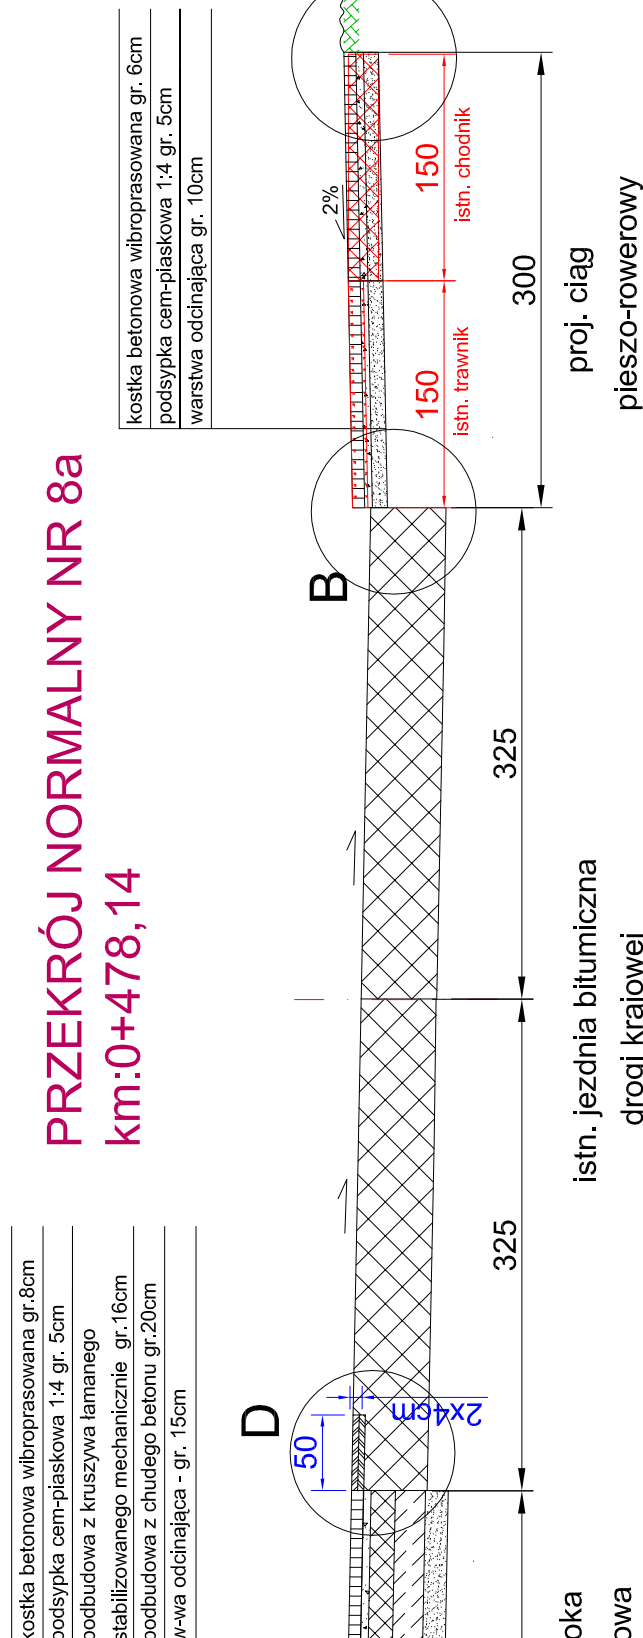 PRZEKRÓJ NORMALNY NR 8a
km:0+478,14
kostka betonowa wibroprasowana gr.8cm
podsypka cem-piaskowa 1:4 gr. 5cm
podbudowa z kruszywa łamanego
stabilizowanego mechanicznie gr.16cm
podbudowa z chudego betonu gr.20cm
w-wa odcinająca - gr. 15cm
kostka betonowa wibroprasowana gr. 6cm
podsypka cem-piaskowa 1:4 gr. 5cm
warstwa odcinająca gr. 10cm
D
50
2x4cm
B
2%
150
istn. trawnik
150
istn. chodnik
325
325
300
istn. jezdnia bitumiczna
drogi krajowej
proj. ciąg
pieszo-rowerowy